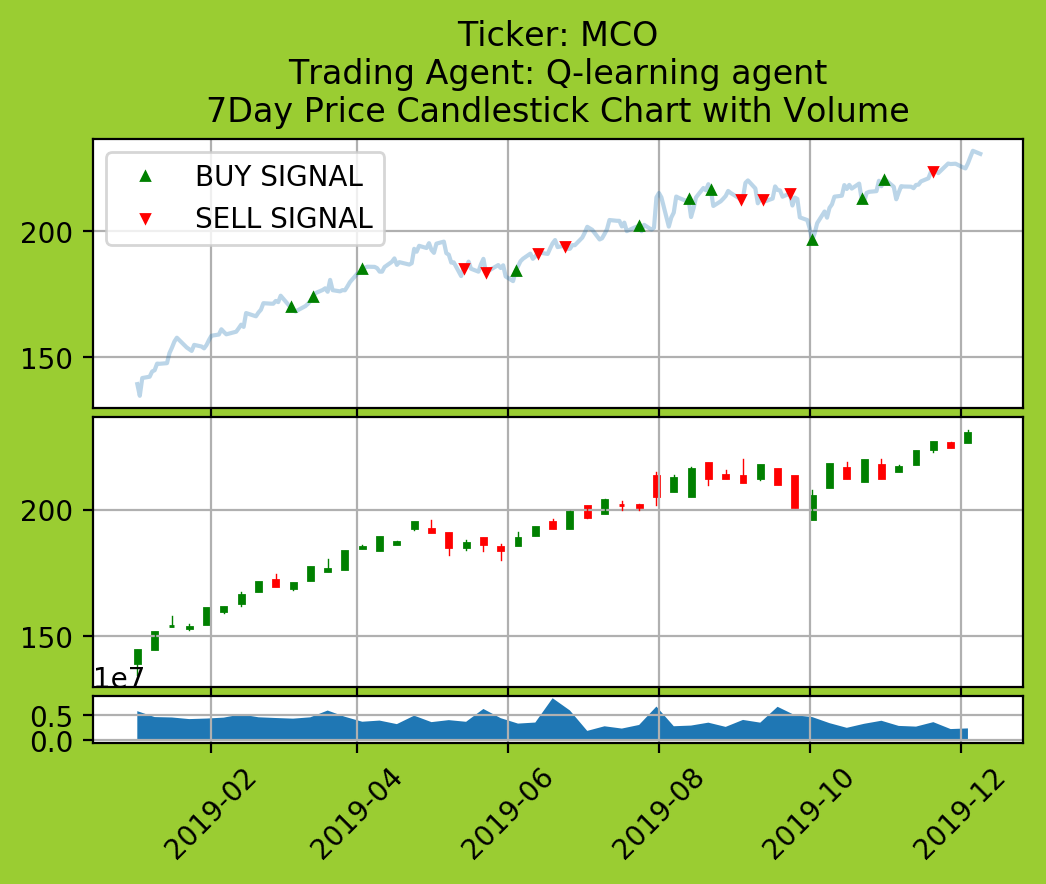 Ticker: MCO
Trading Agent: Q-learning agent
7Day Price Candlestick Chart with Volume
BUY SIGNAL
SELL SIGNAL
200
150
200
150
1e7
0.5
0.0
2019-02
2019-04
2019-06
2019-08
2019-10
2019-12